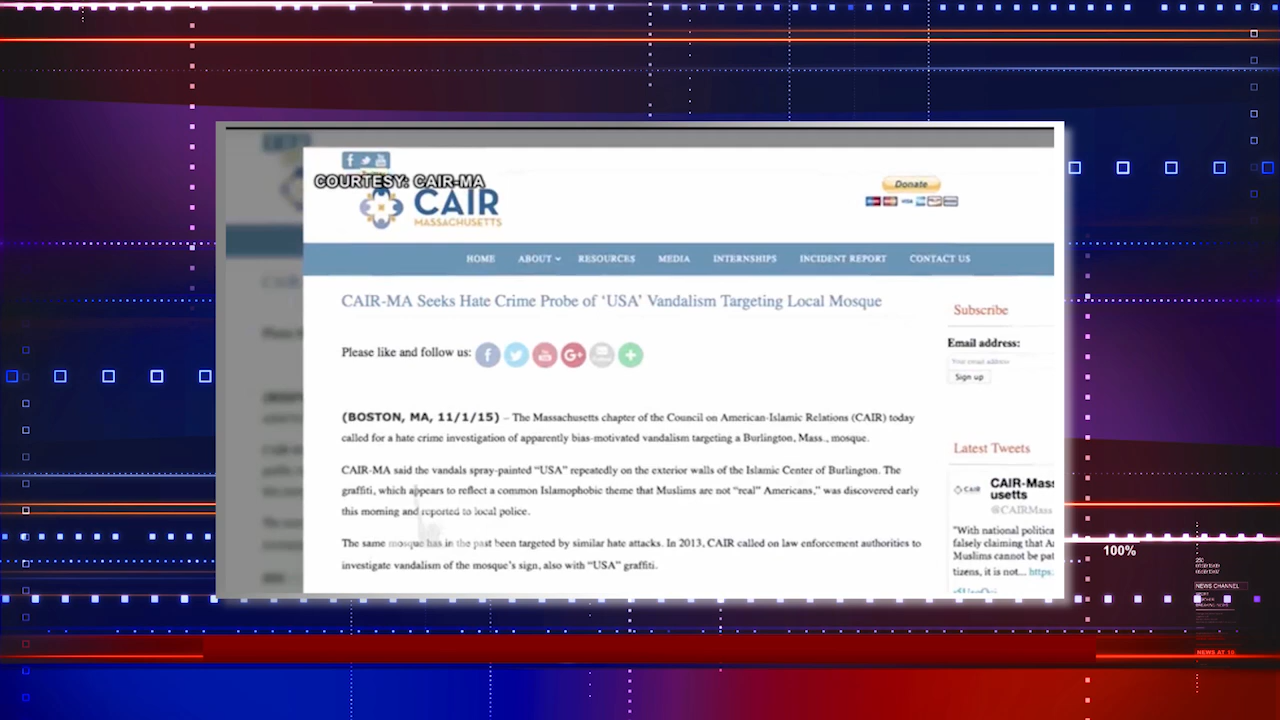 COURTESY: CAIR-MA
CAIR
MASSACHUSETTS
Donate
HOME ABOUT RESOURCES MEDIA INTERNSHIPS INCIDENT REPORT CONTACT US
CAIR-MA Seeks Hate Crime Probe of ‘USA’ Vandalism Targeting Local Mosque
Please like and follow us:
(BOSTON, MA, 11/1/15) – The Massachusetts chapter of the Council on American-Islamic Relations (CAIR) today
called for a hate crime investigation of apparently bias-motivated vandalism targeting a Burlington, Mass., mosque.
CAIR-MA said the vandals spray-painted “USA” repeatedly on the exterior walls of the Islamic Center of Burlington. The
graffiti, which appears to reflect a common Islamophobic theme that Muslims are not “real” Americans,” was discovered early
this morning and reported to local police.
The same mosque has in the past been targeted by similar hate attacks. In 2013, CAIR called on law enforcement authorities to
investigate vandalism of the mosque’s sign, also with “USA” graffiti.
Subscribe
Email address:
Your email address
Sign up
Latest Tweets
CAIR
CAIR-Mass
usetts
@CAIRMass
"With national politica
falsely claiming that
Muslims cannot be pat
tizens, it is not... https:
100%
NEWS CHANNEL
NEWS AT 10